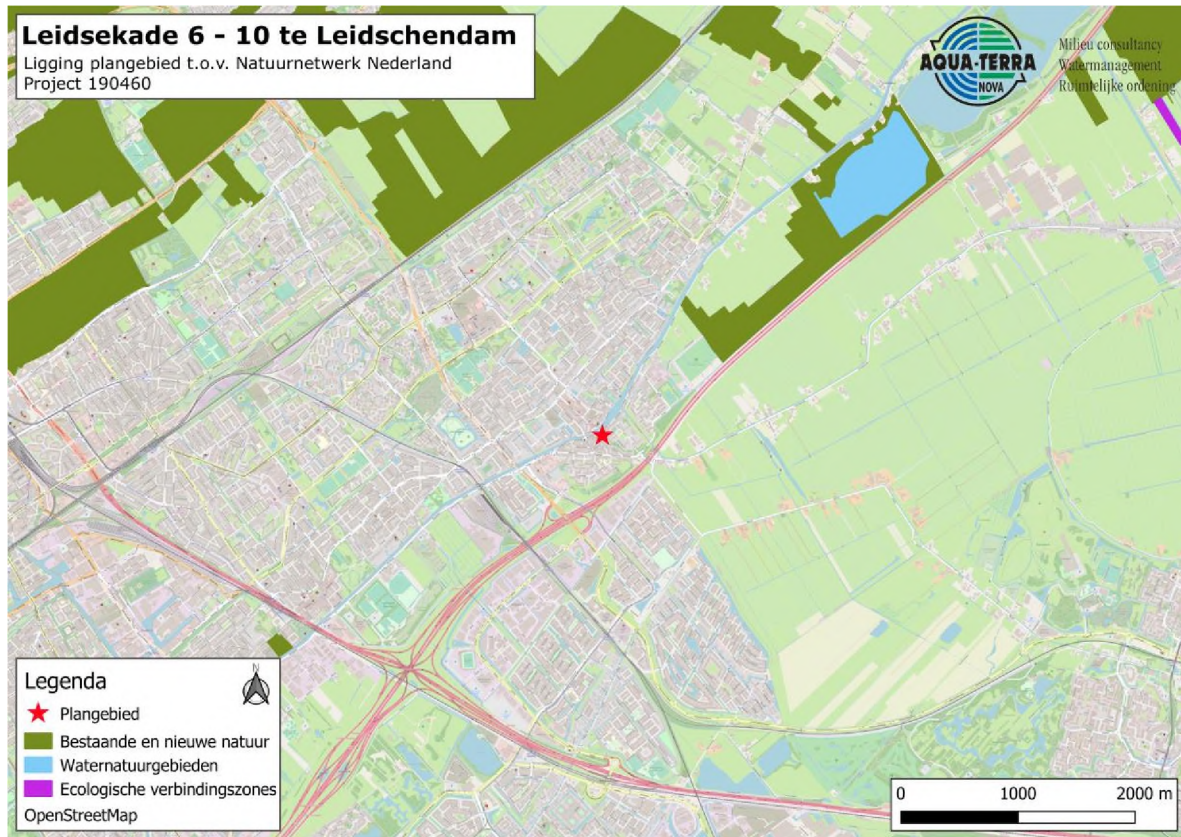 Leidsekade 6 - 10 te Leidschendam
Ligging plangebied t.o.v. Natuurnetwerk Nederland
Project 190460
AQUA-TERRA
NOVA
Milieu consultancy
Watermanagement
Ruimtelijke ordening
Legenda
N
Plangebied
Bestaande en nieuwe natuur
Waternatuurgebieden
Ecologische verbindingszones
OpenStreetMap
0 1000 2000 m